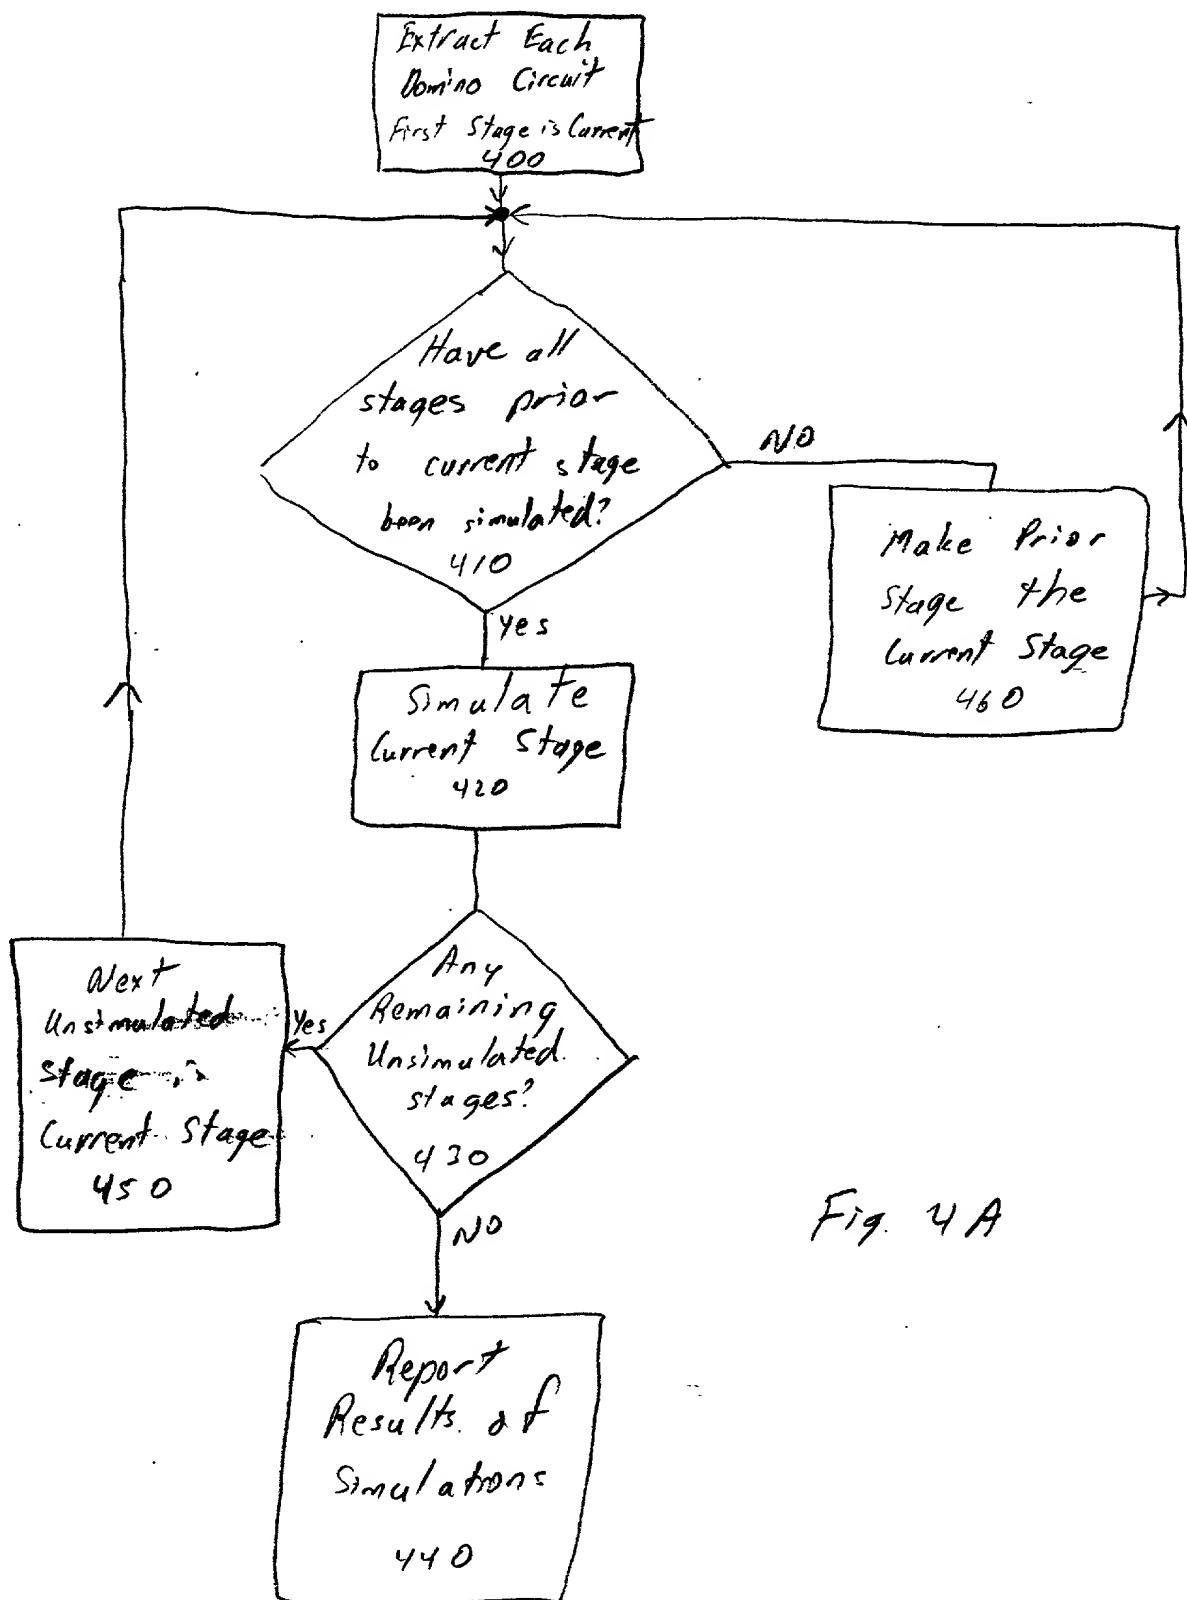 Extract Each
Domino Circuit
First Stage is Current
400
Have all
stages prior
to current stage
been simulated?
410
NO
Make Prior
Stage the
Current Stage
460
Yes
Simulate
Current Stage
420
Any
Remaining
Unsimulated
stages?
430
Yes
Next
Unsimulated
stage is
Current Stage
450
NO
Report
Results of
Simulations
440
Fig. 4A